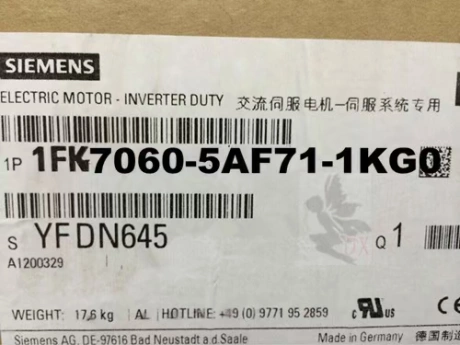 SIEMENS
ELECTRIC MOTOR - INVERTER DUTY 交流伺服电机-伺服系统专用
1P 1FK7060-5AF71-1KG0
S YFDN645 Q 1
A1200329
WEIGHT: 17,6 kg AL HOTLINE: +49 (0) 9771 95 2859
Siemens AG, DE-97616 Bad Neustadt a.d.Saale Made in Germany 德国制造